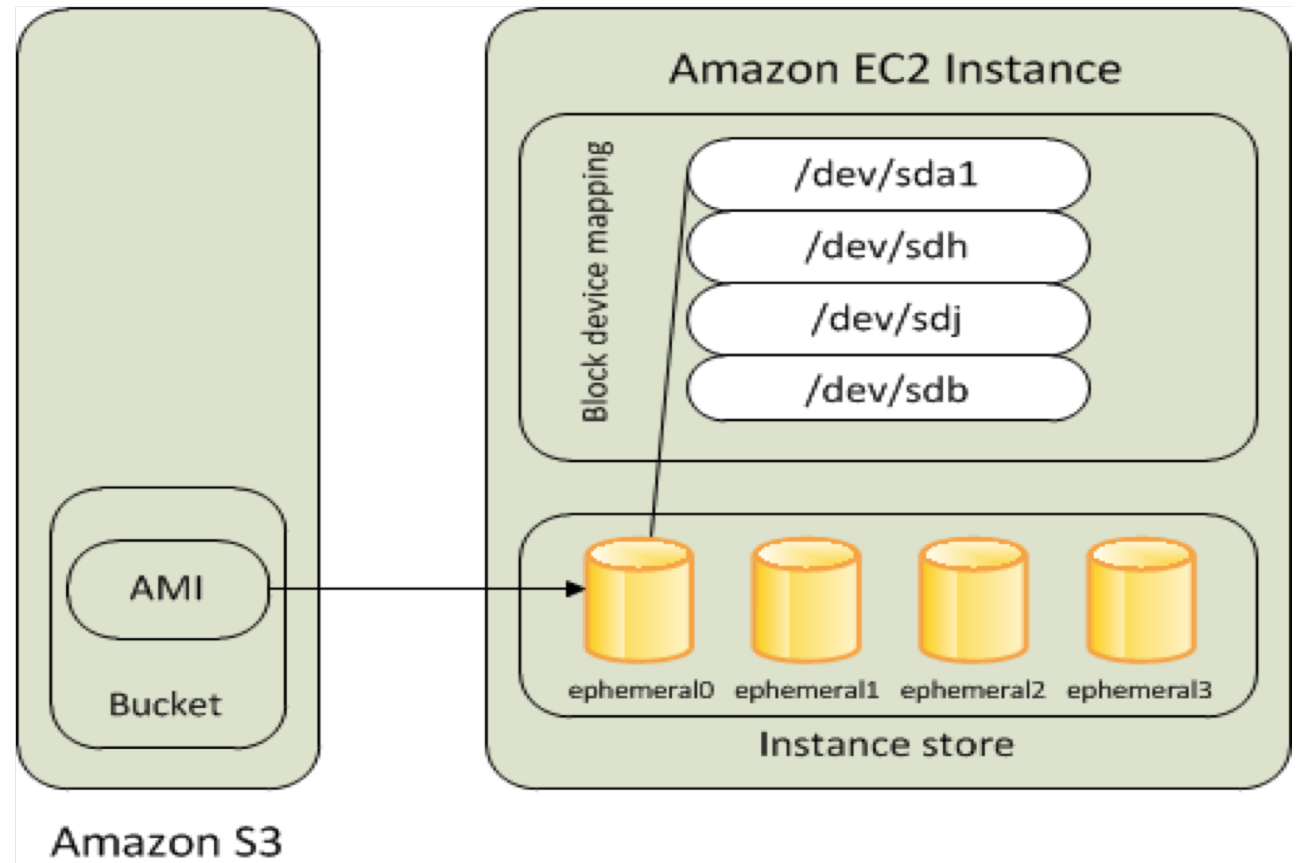 Amazon EC2 Instance
Block device mapping
/dev/sda1
/dev/sdh
/dev/sdj
/dev/sdb
AMI
Bucket
ephemeral0
ephemeral1
ephemeral2
ephemeral3
Instance store
Amazon S3